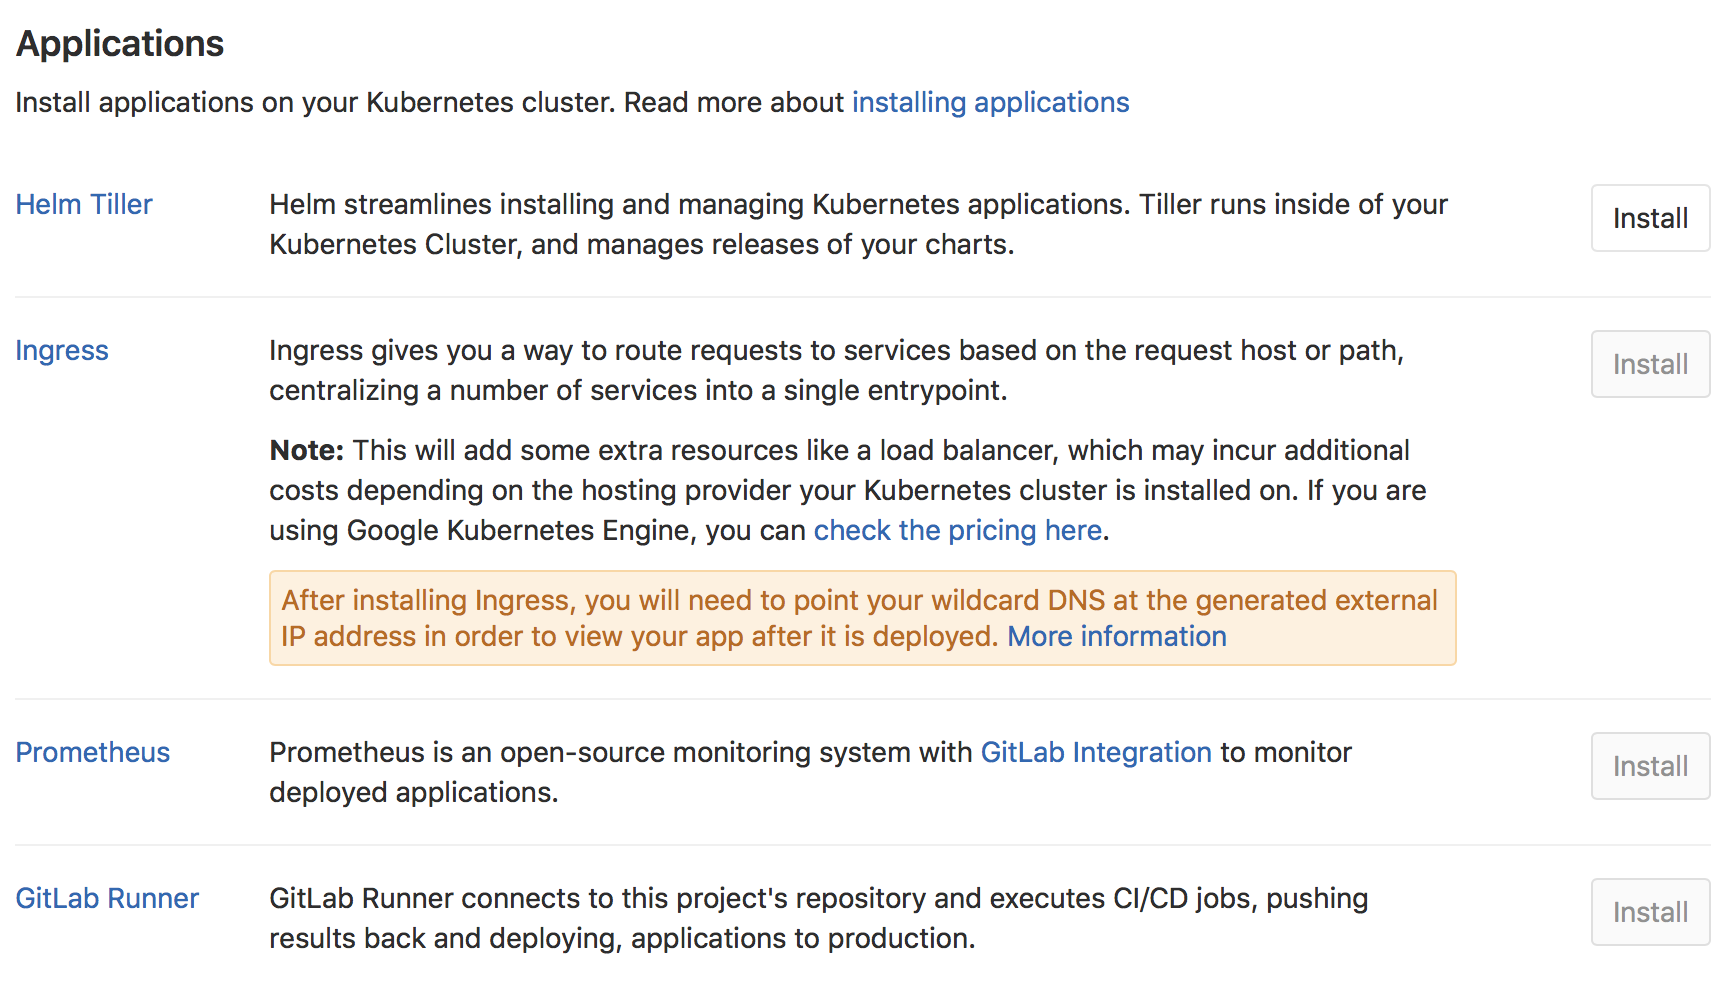 Applications
Install applications on your Kubernetes cluster. Read more about installing applications
Helm Tiller
Helm streamlines installing and managing Kubernetes applications. Tiller runs inside of your
Kubernetes Cluster, and manages releases of your charts.
Install
Ingress
Ingress gives you a way to route requests to services based on the request host or path,
centralizing a number of services into a single entrypoint.
Install
Note: This will add some extra resources like a load balancer, which may incur additional
costs depending on the hosting provider your Kubernetes cluster is installed on. If you are
using Google Kubernetes Engine, you can check the pricing here.
After installing Ingress, you will need to point your wildcard DNS at the generated external
IP address in order to view your app after it is deployed. More information
Prometheus
Prometheus is an open-source monitoring system with GitLab Integration to monitor
deployed applications.
Install
GitLab Runner
GitLab Runner connects to this project's repository and executes CI/CD jobs, pushing
results back and deploying, applications to production.
Install